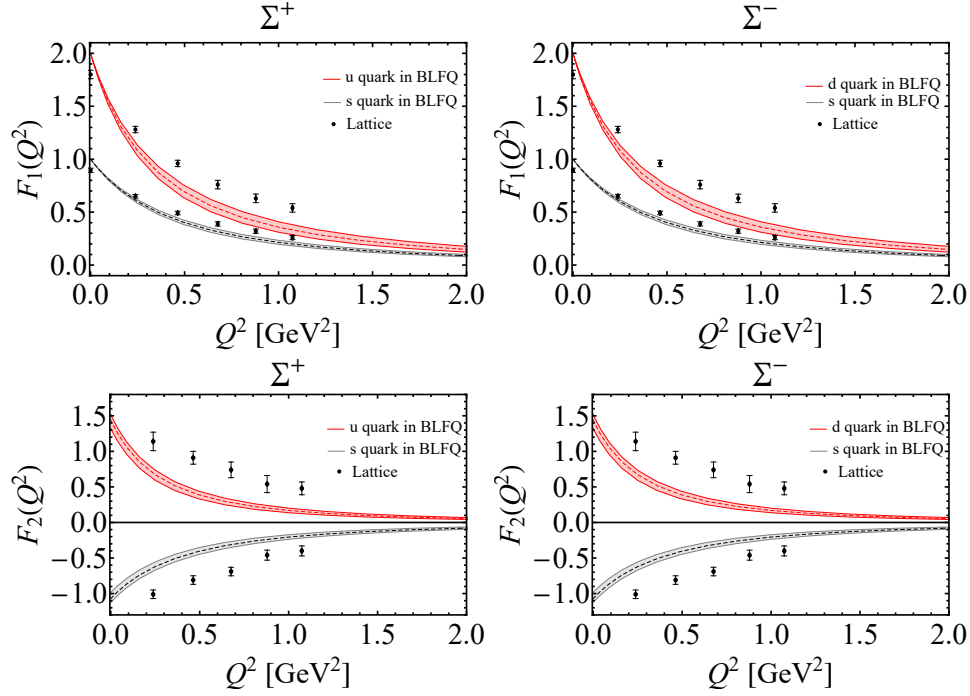 Σ⁺
F₁(Q²)
2.0
1.5
1.0
0.5
0.0
u quark in BLFQ
s quark in BLFQ
Lattice
0.0 0.5 1.0 1.5 2.0
Q² [GeV²]
Σ⁻
F₁(Q²)
2.0
1.5
1.0
0.5
0.0
d quark in BLFQ
s quark in BLFQ
Lattice
0.0 0.5 1.0 1.5 2.0
Q² [GeV²]
Σ⁺
F₂(Q²)
1.5
1.0
0.5
0.0
−0.5
−1.0
u quark in BLFQ
s quark in BLFQ
Lattice
0.0 0.5 1.0 1.5 2.0
Q² [GeV²]
Σ⁻
F₂(Q²)
1.5
1.0
0.5
0.0
−0.5
−1.0
d quark in BLFQ
s quark in BLFQ
Lattice
0.0 0.5 1.0 1.5 2.0
Q² [GeV²]